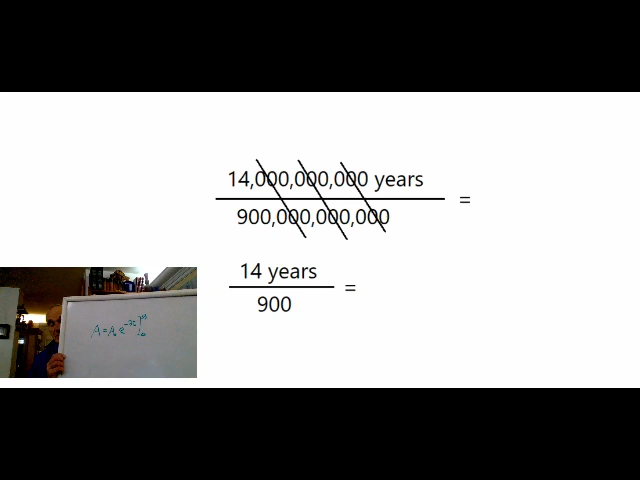 14,000,000,000 years
=
900,000,000,000
14 years
=
900